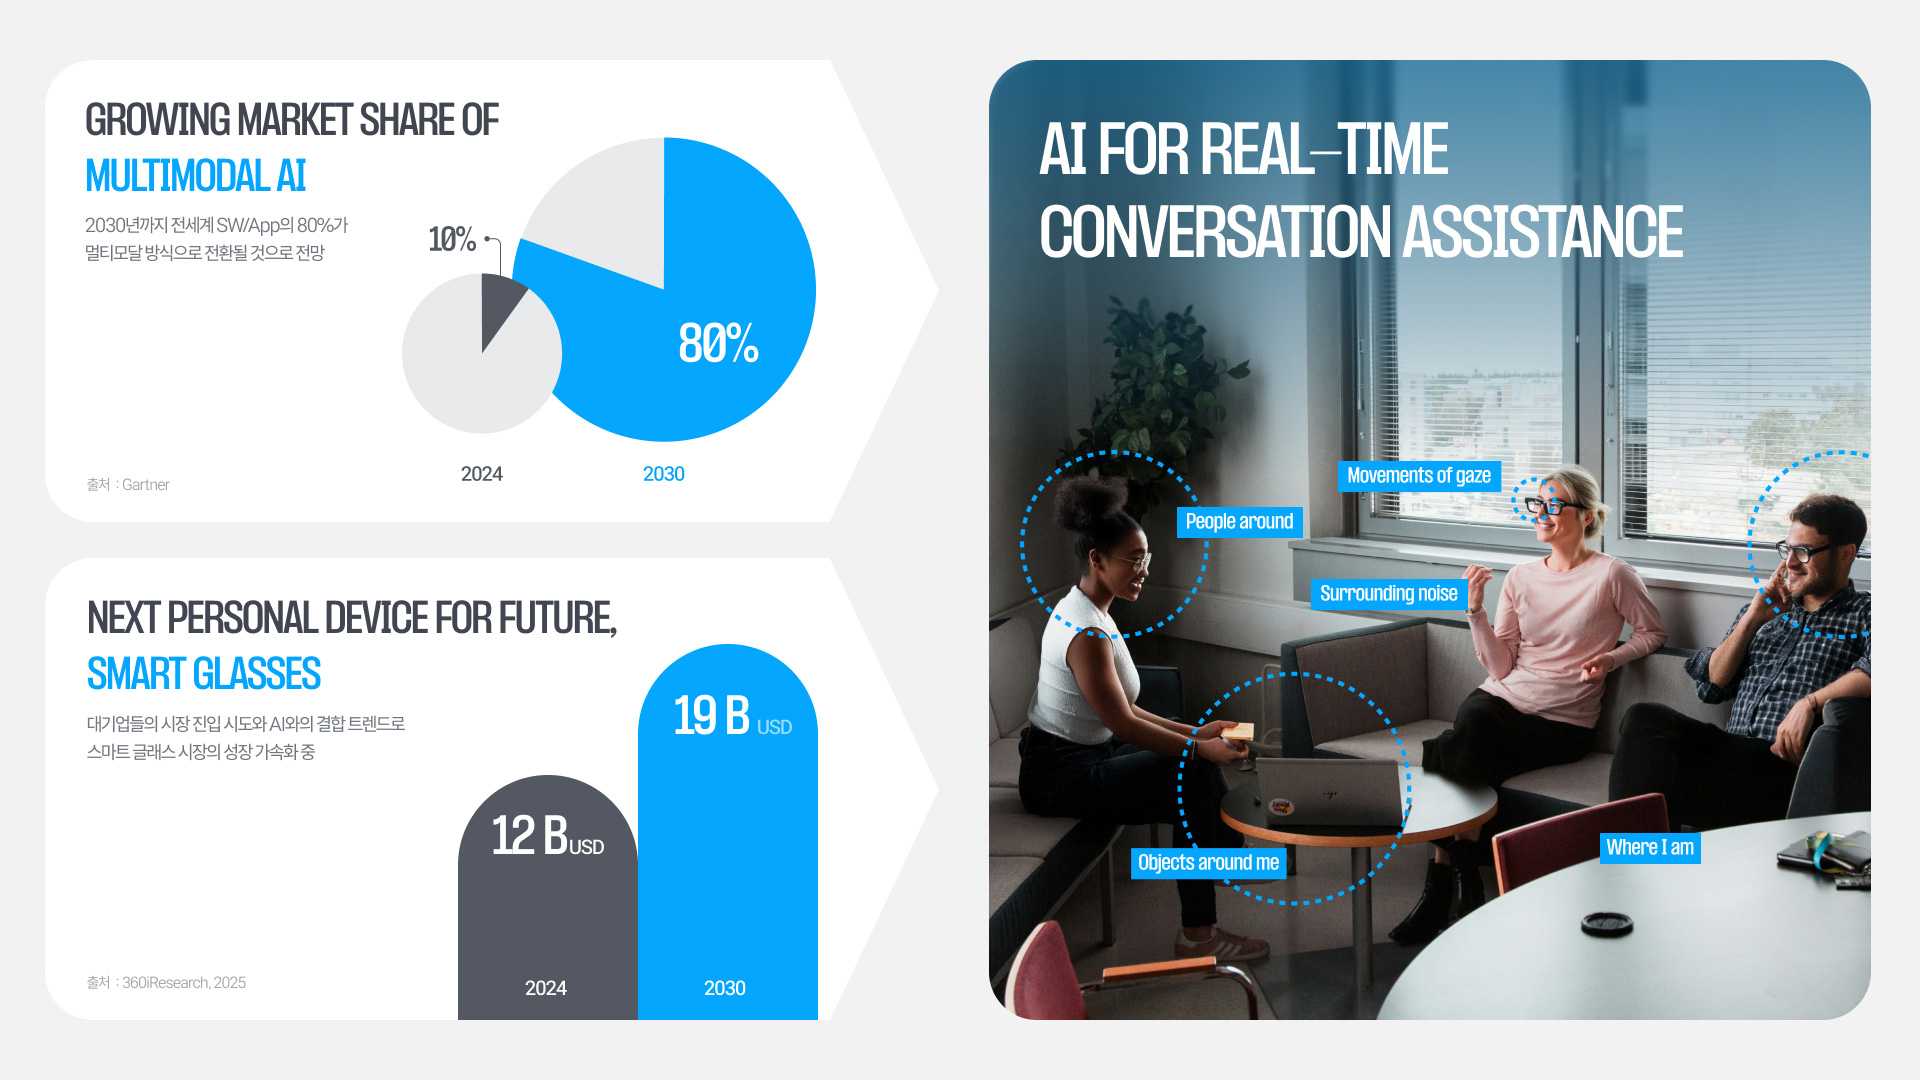 GROWING MARKET SHARE OF
MULTIMODAL AI
2030년까지 전세계 SW/App의 80%가
멀티모달 방식으로 전환될 것으로 전망
10%
80%
2024
2030
출처 : Gartner
NEXT PERSONAL DEVICE FOR FUTURE,
SMART GLASSES
대기업들의 시장 진입 시도와 AI와의 결합 트렌드로
스마트 글래스 시장의 성장 가속화 중
19 B USD
12 B USD
2024
2030
출처 : 360iResearch, 2025
AI FOR REAL–TIME
CONVERSATION ASSISTANCE
Movements of gaze
People around
Surrounding noise
Where I am
Objects around me
hp